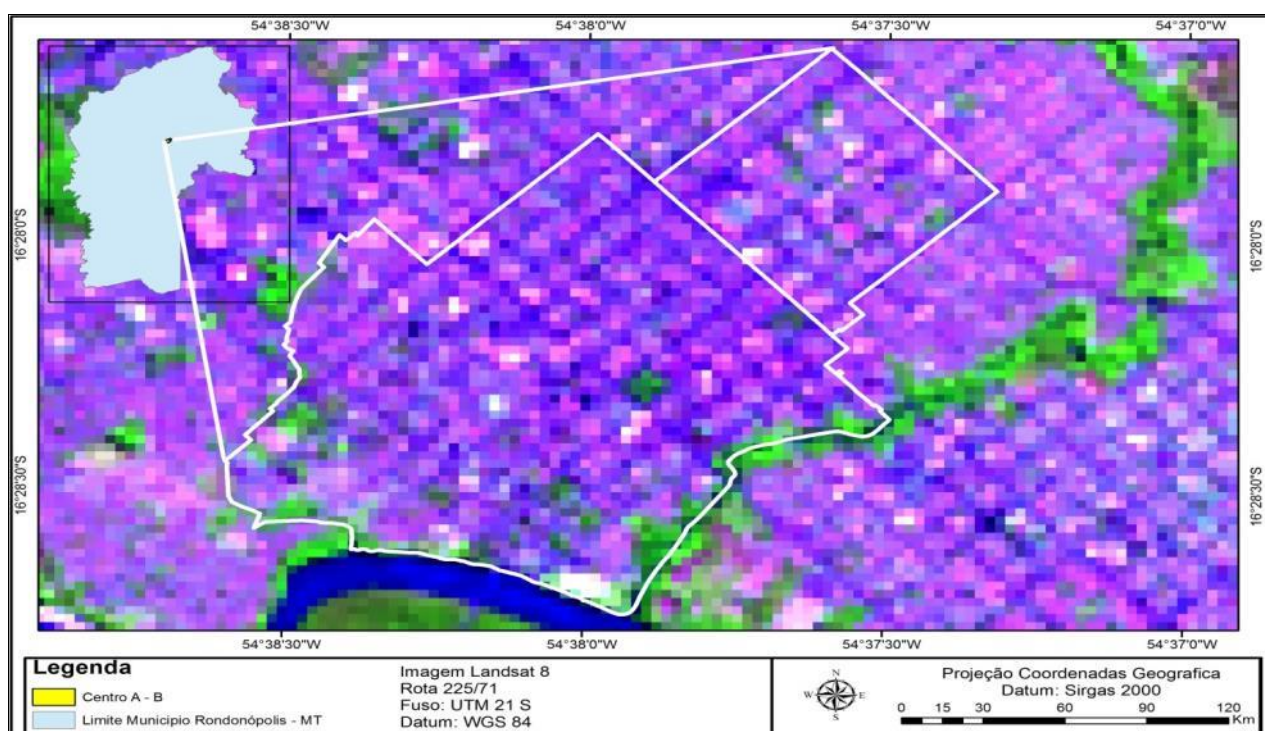 54°38'30"W 54°38'0"W 54°37'30"W 54°37'0"W
16°28'0"S 16°28'0"S
16°28'30"S 16°28'30"S
54°38'30"W 54°38'0"W 54°37'30"W 54°37'0"W
Legenda
Centro A - B
Limite Municipio Rondonópolis - MT
Imagem Landsat 8
Rota 225/71
Fuso: UTM 21 S
Datum: WGS 84
N
W E
S
Projeção Coordenadas Geografica
Datum: Sirgas 2000
0 15 30 60 90 120
Km